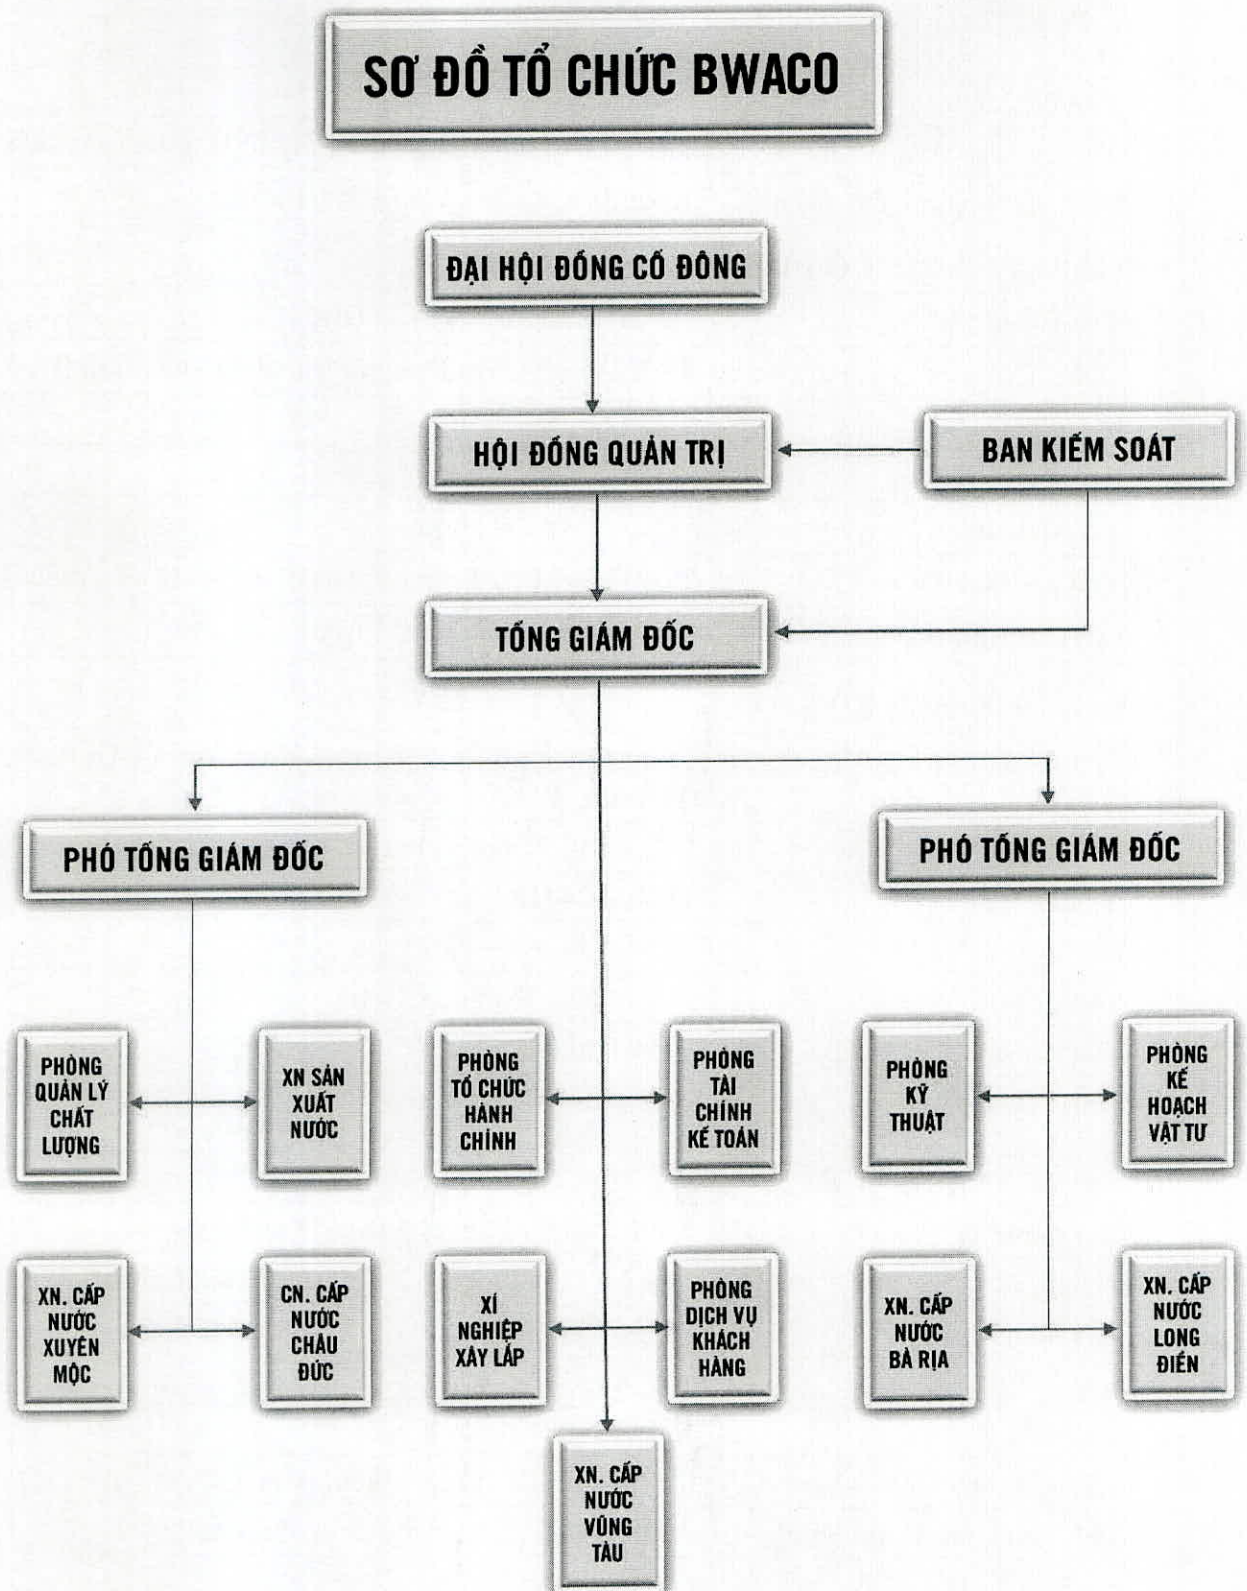 SƠ ĐỒ TỔ CHỨC BWACO
ĐẠI HỘI ĐỒNG CỔ ĐÔNG
HỘI ĐỒNG QUẢN TRỊ
BAN KIỂM SOÁT
TỔNG GIÁM ĐỐC
PHÓ TỔNG GIÁM ĐỐC
PHÓ TỔNG GIÁM ĐỐC
PHÒNG
QUẢN LÝ
CHẤT
LƯỢNG
XN SẢN
XUẤT
NƯỚC
PHÒNG
TỔ CHỨC
HÀNH
CHÍNH
PHÒNG
TÀI
CHÍNH
KẾ TOÁN
PHÒNG
KỸ
THUẬT
PHÒNG
KẾ
HOẠCH
VẬT TƯ
XN. CẤP
NƯỚC
XUYÊN
MỘC
CN. CẤP
NƯỚC
CHÂU
ĐỨC
XÍ
NGHIỆP
XÂY LẮP
PHÒNG
DỊCH VỤ
KHÁCH
HÀNG
XN. CẤP
NƯỚC
BÀ RỊA
XN. CẤP
NƯỚC
LONG
ĐIỀN
XN. CẤP
NƯỚC
VŨNG
TÀU